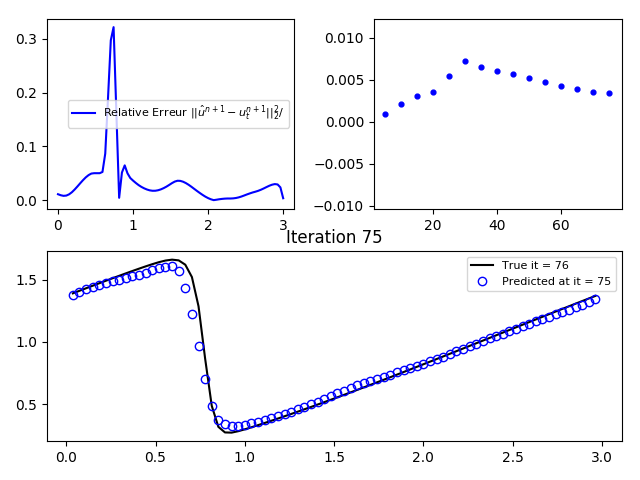 0.3
0.2
0.1
0.0
Relative Erreur $||\hat{u}^{n+1} - u_t^{n+1}||_2^2/$
0 1 2 3
0.010
0.005
0.000
−0.005
−0.010
20 40 60
Iteration 75
1.5
1.0
0.5
True it = 76
Predicted at it = 75
0.0 0.5 1.0 1.5 2.0 2.5 3.0